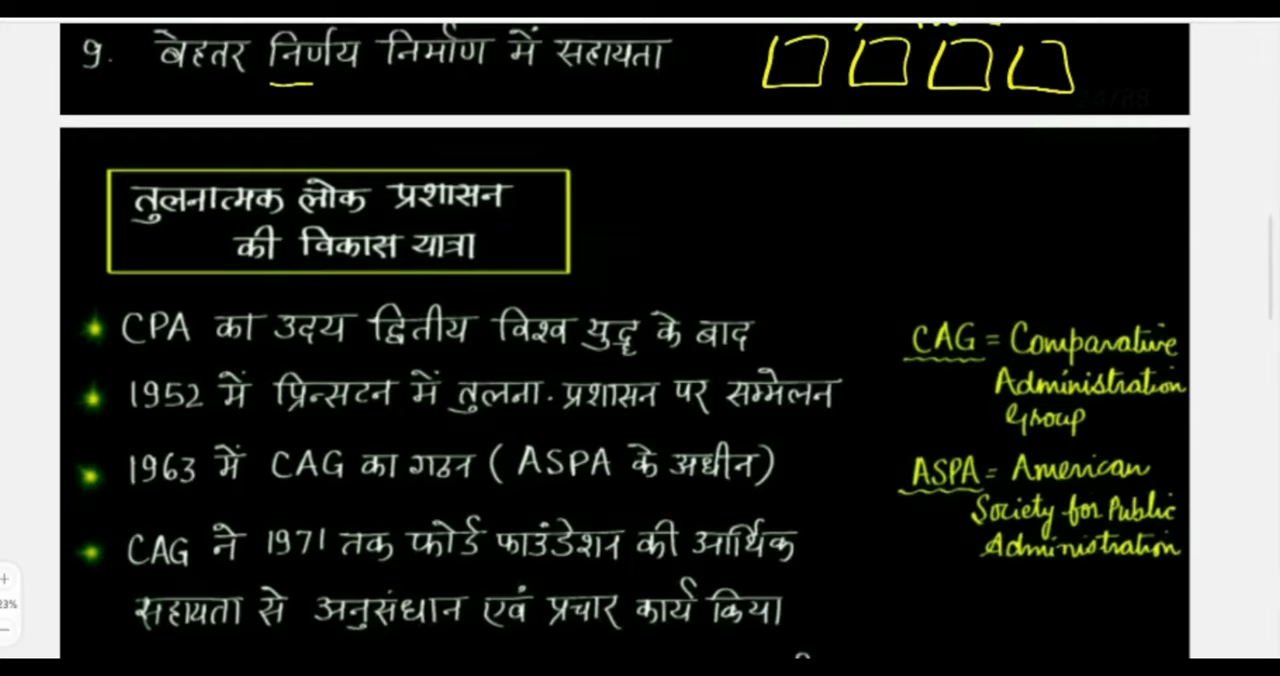 9. बेहतर निर्णय निर्माण में सहायता
तुलनात्मक लोक प्रशासन
की विकास यात्रा
CPA का उदय द्वितीय विश्व युद्ध के बाद
1952 में प्रिन्सटन में तुलना. प्रशासन पर सम्मेलन
1963 में CAG का गठन (ASPA के अधीन)
CAG ने 1971 तक फोर्ड फाउंडेशन की आर्थिक
सहायता से अनुसंधान एवं प्रचार कार्य किया
CAG = Comparative
Administration
Group
ASPA = American
Society for Public
Administration